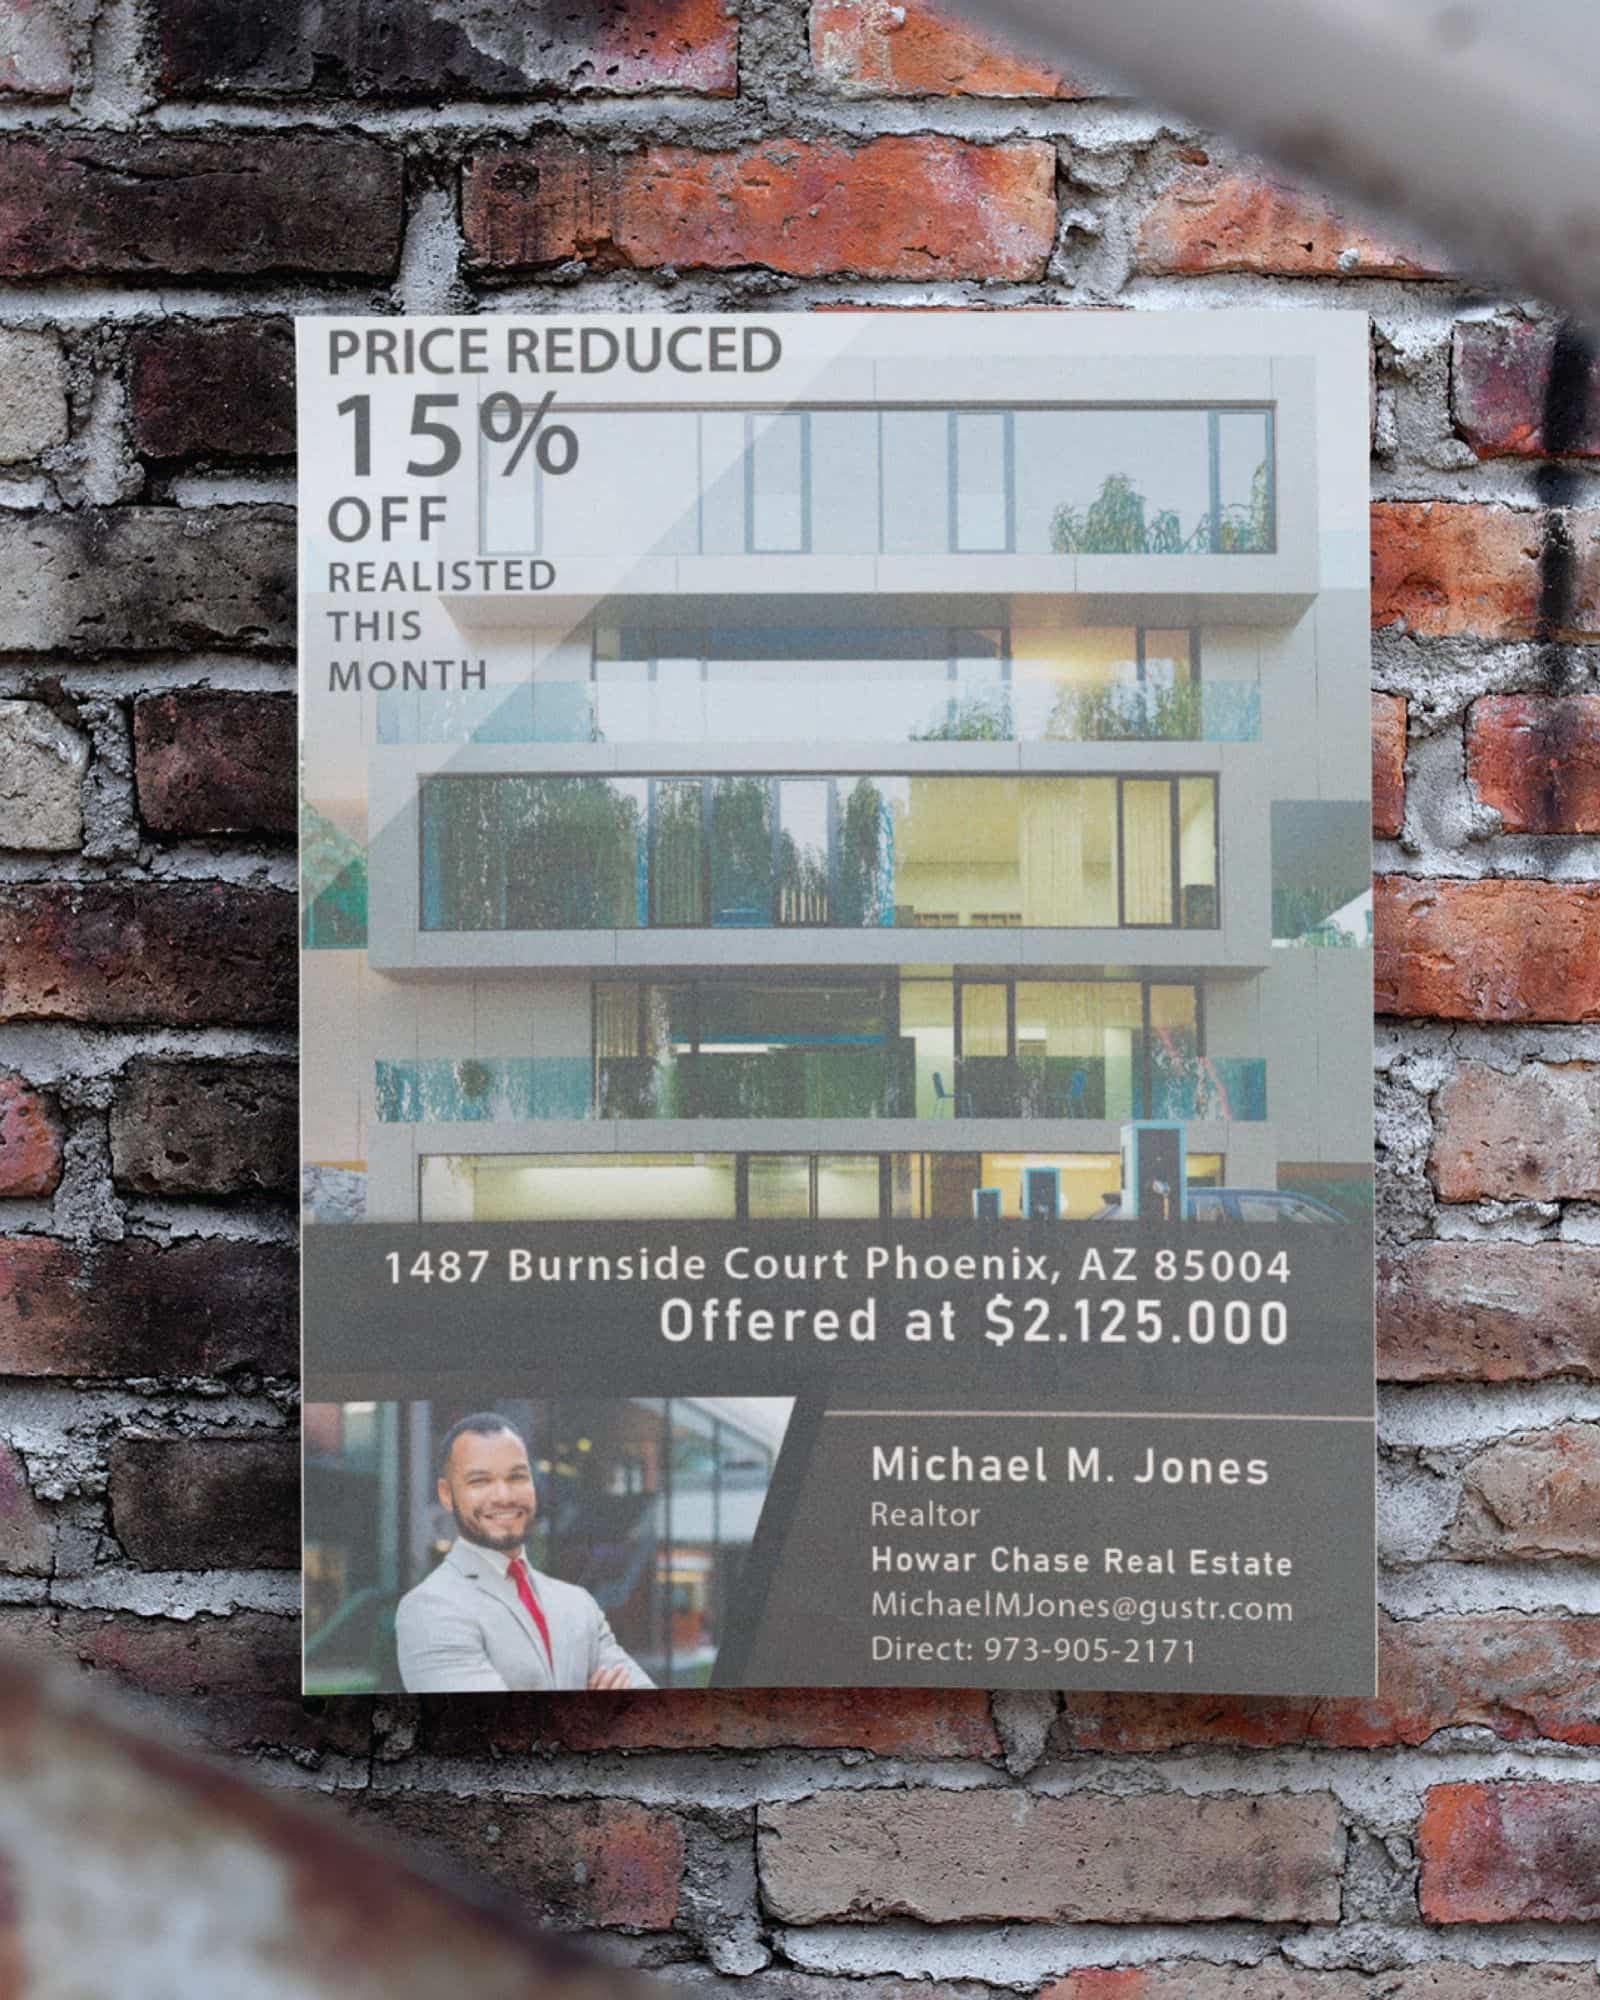 PRICE REDUCED
15%
OFF
REALISTED
THIS
MONTH
1487 Burnside Court Phoenix, AZ 85004
Offered at $2.125.000
Michael M. Jones
Realtor
Howar Chase Real Estate
MichaelMJones@gustr.com
Direct: 973-905-2171